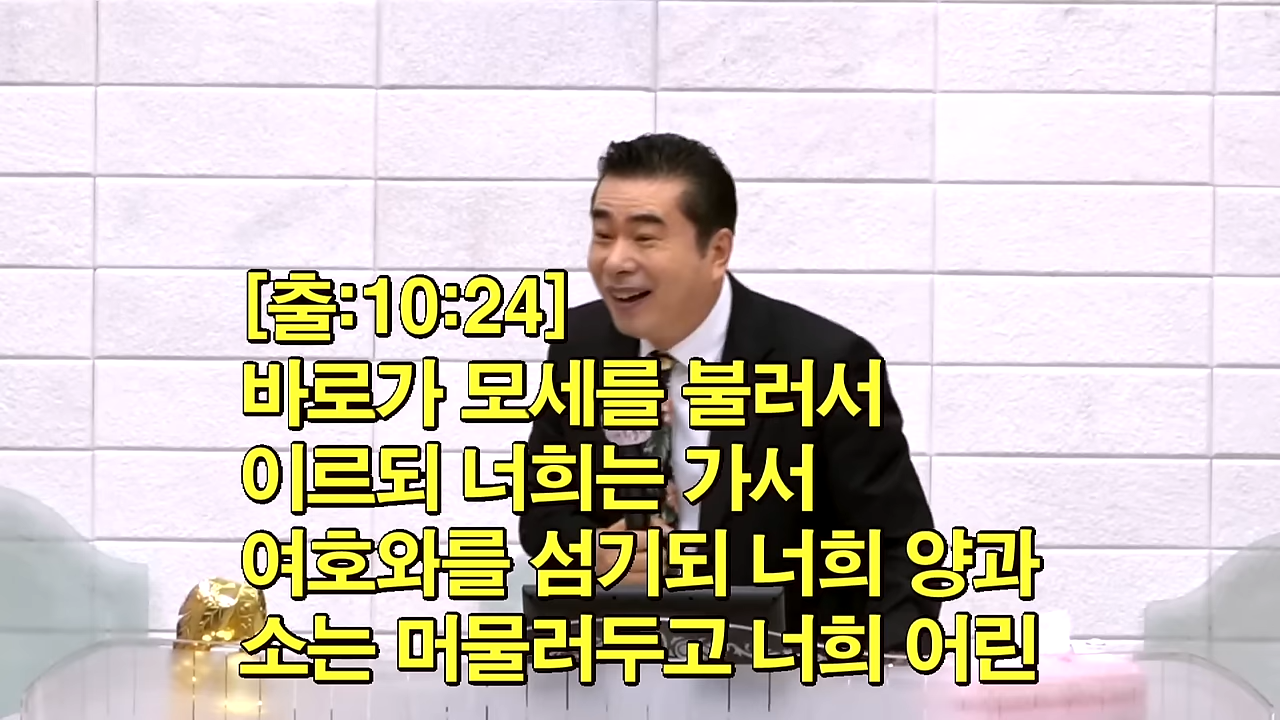 [출:10:24]
바로가 모세를 불러서
이르되 너희는 가서
여호와를 섬기되 너희 양과
소는 머물러두고 너희 어린